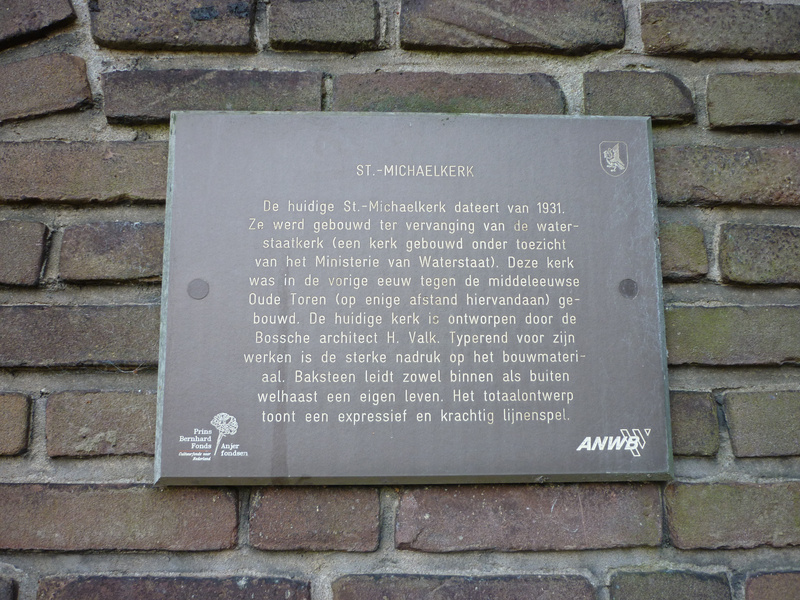 ST.-MICHAELKERK
De huidige St.-Michaelkerk dateert van 1931.
Ze werd gebouwd ter vervanging van de water-
staatkerk (een kerk gebouwd onder toezicht
van het Ministerie van Waterstaat). Deze kerk
was in de vorige eeuw tegen de middeleeuwse
Oude Toren (op enige afstand hiervandaan) ge-
bouwd. De huidige kerk is ontworpen door de
Bossche architect H. Valk. Typerend voor zijn
werken is de sterke nadruk op het bouwmateri-
aal. Baksteen leidt zowel binnen als buiten
welhaast een eigen leven. Het totaalontwerp
toont een expressief en krachtig lijnenspel.
Prins
Bernhard
Fonds
Cultuurfonds voor
Nederland
Anjer
fondsen
ANWB